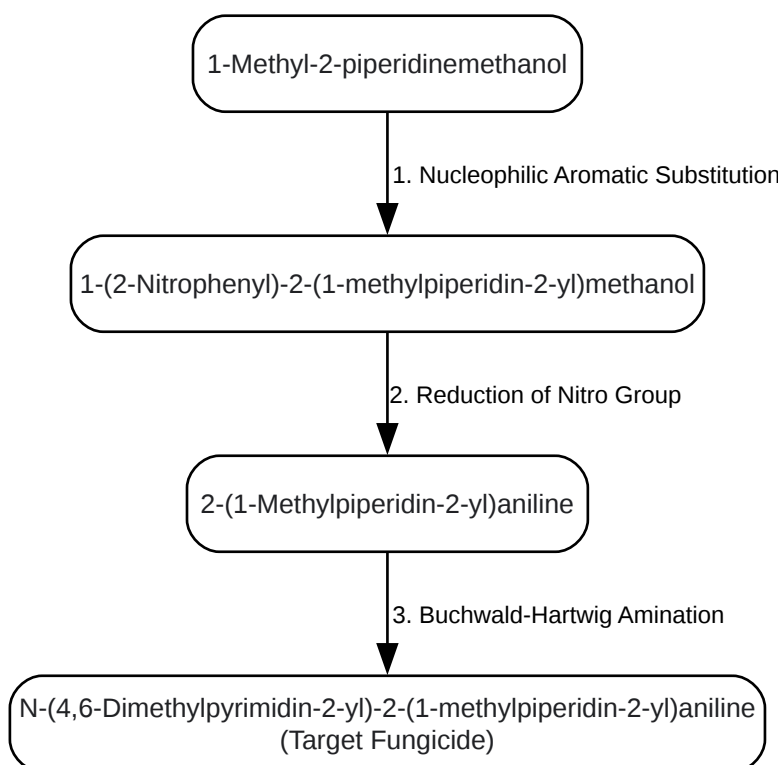 1-Methyl-2-piperidinemethanol
1. Nucleophilic Aromatic Substitution
1-(2-Nitrophenyl)-2-(1-methylpiperidin-2-yl)methanol
2. Reduction of Nitro Group
2-(1-Methylpiperidin-2-yl)aniline
3. Buchwald-Hartwig Amination
N-(4,6-Dimethylpyrimidin-2-yl)-2-(1-methylpiperidin-2-yl)aniline
(Target Fungicide)